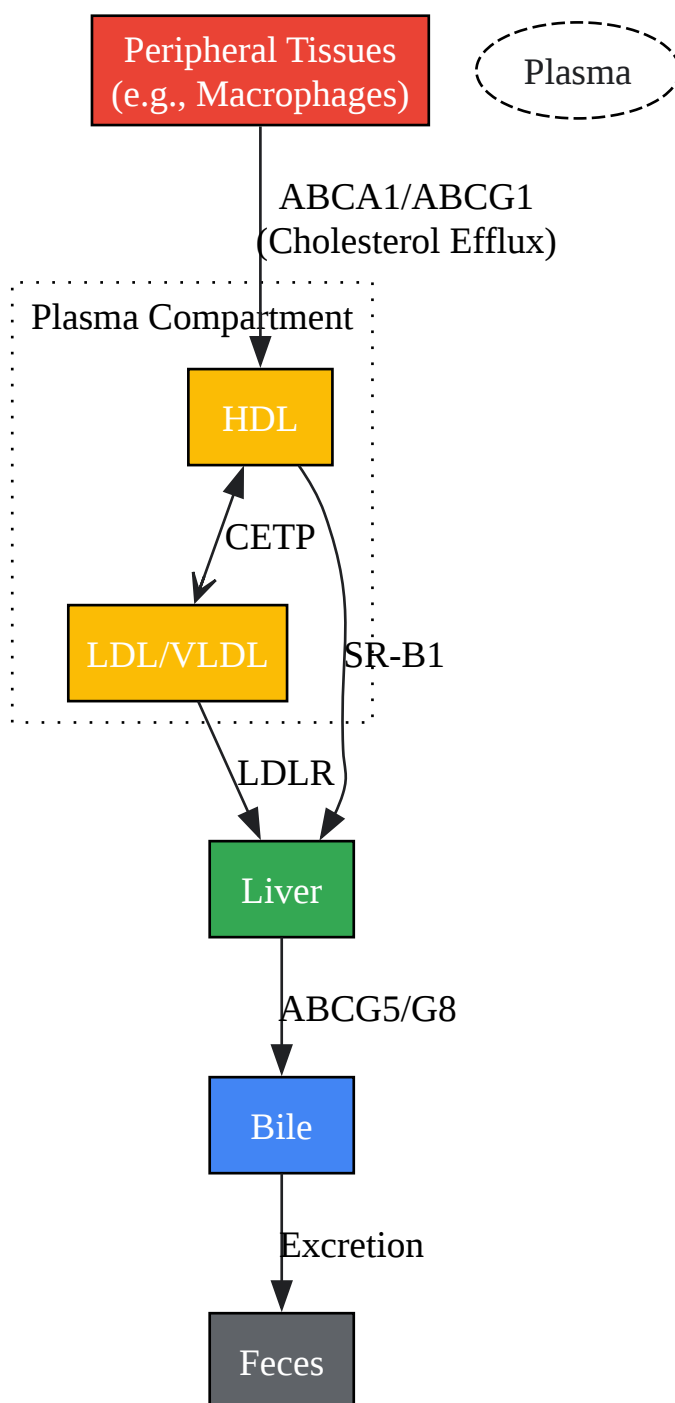 Peripheral Tissues
(e.g., Macrophages)
Plasma
ABCA1/ABCG1
(Cholesterol Efflux)
Plasma Compartment
HDL
CETP
LDL/VLDL
SR-B1
LDLR
Liver
ABCG5/G8
Bile
Excretion
Feces